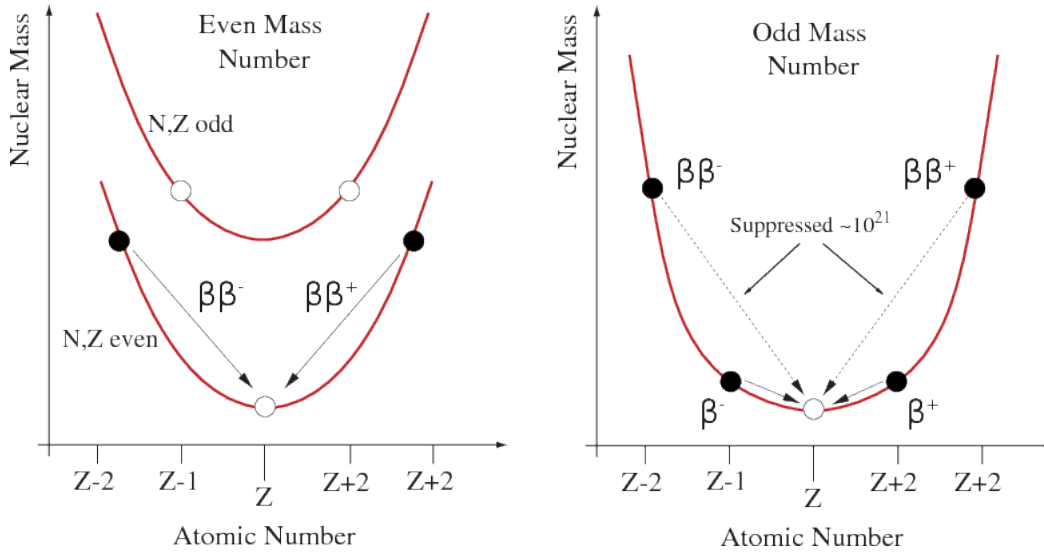 Even Mass
Number
Nuclear Mass
N,Z odd
ββ-
ββ+
N,Z even
Z-2
Z-1
Z
Z+2
Z+2
Atomic Number
Odd Mass
Number
Nuclear Mass
ββ-
ββ+
Suppressed ~10²¹
β-
β+
Z-2
Z-1
Z
Z+2
Z+2
Atomic Number